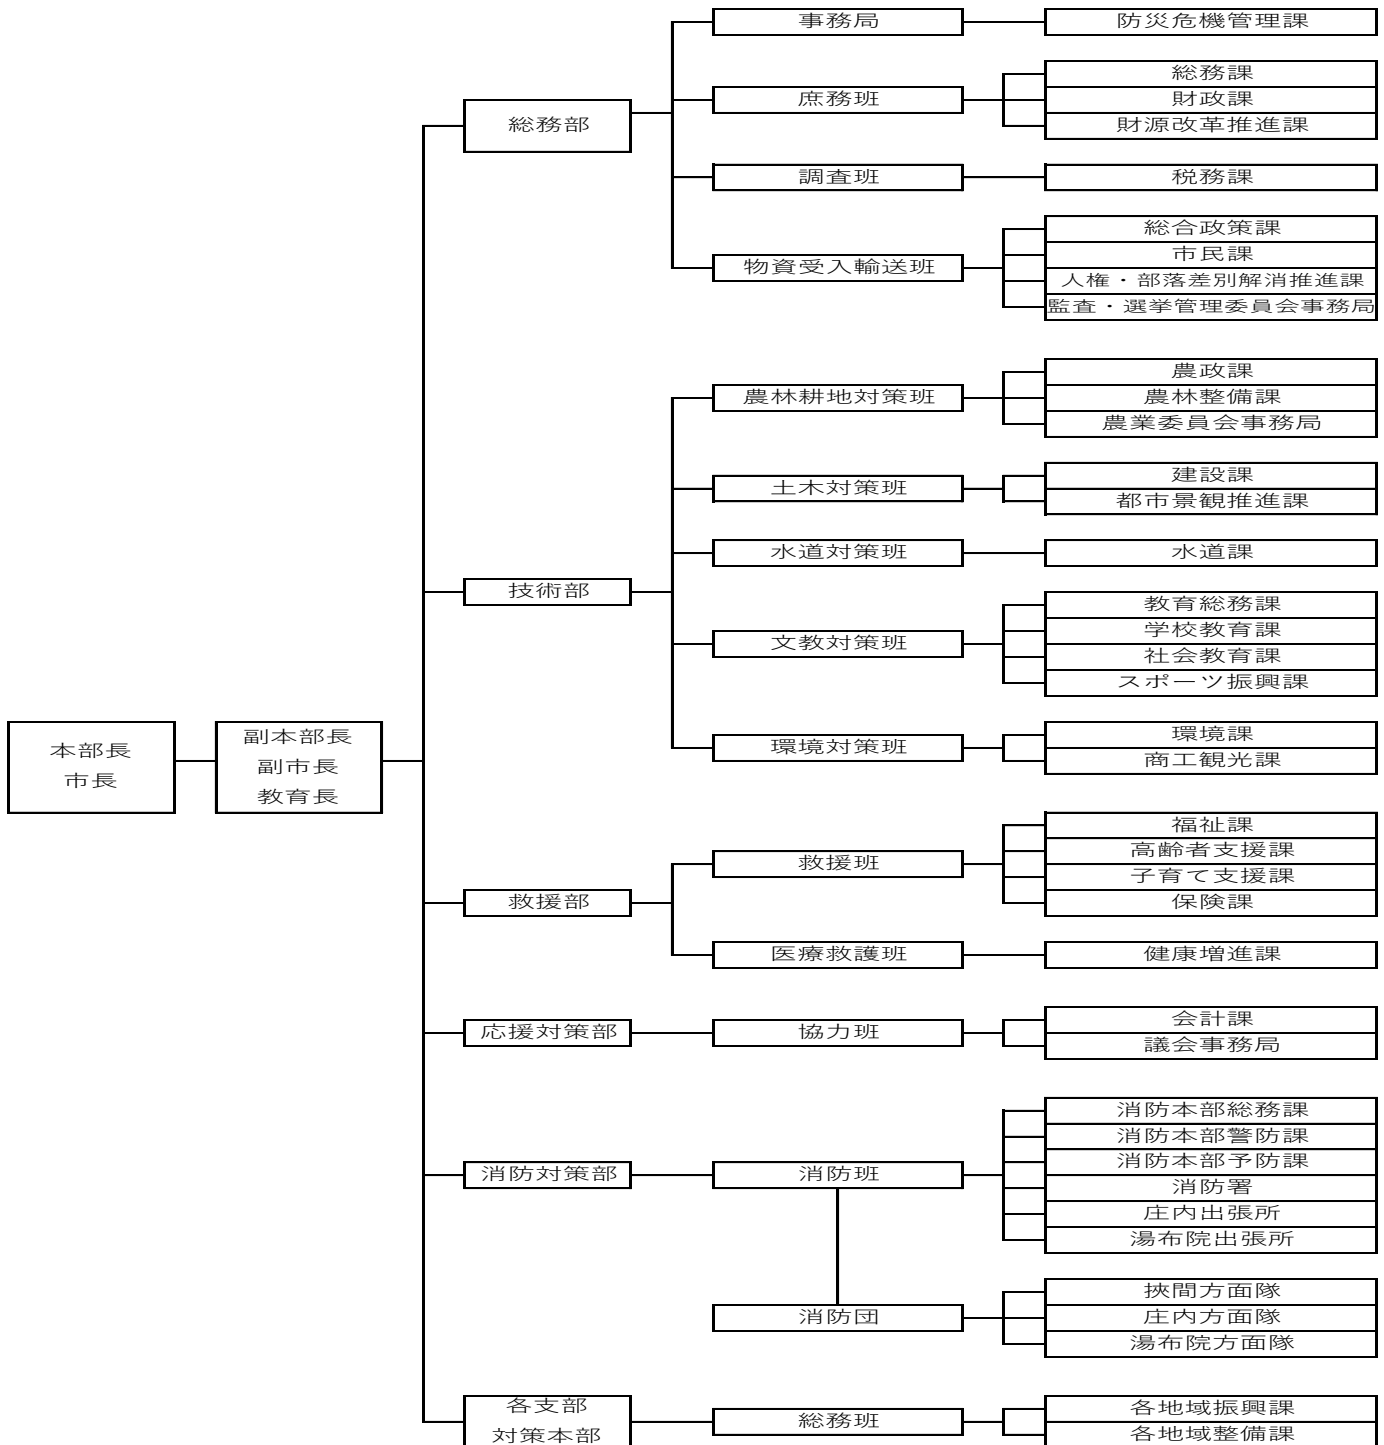 本部長
市長
副本部長
副市長
教育長
総務部
事務局
防災危機管理課
庶務班
総務課
財政課
財源改革推進課
調査班
税務課
物資受入輸送班
総合政策課
市民課
人権・部落差別解消推進課
監査・選挙管理委員会事務局
技術部
農林耕地対策班
農政課
農林整備課
農業委員会事務局
土木対策班
建設課
都市景観推進課
水道対策班
水道課
文教対策班
教育総務課
学校教育課
社会教育課
スポーツ振興課
環境対策班
環境課
商工観光課
救援部
救援班
福祉課
高齢者支援課
子育て支援課
保険課
医療救護班
健康増進課
応援対策部
協力班
会計課
議会事務局
消防対策部
消防班
消防本部総務課
消防本部警防課
消防本部予防課
消防署
庄内出張所
湯布院出張所
消防団
挾間方面隊
庄内方面隊
湯布院方面隊
各支部
対策本部
総務班
各地域振興課
各地域整備課